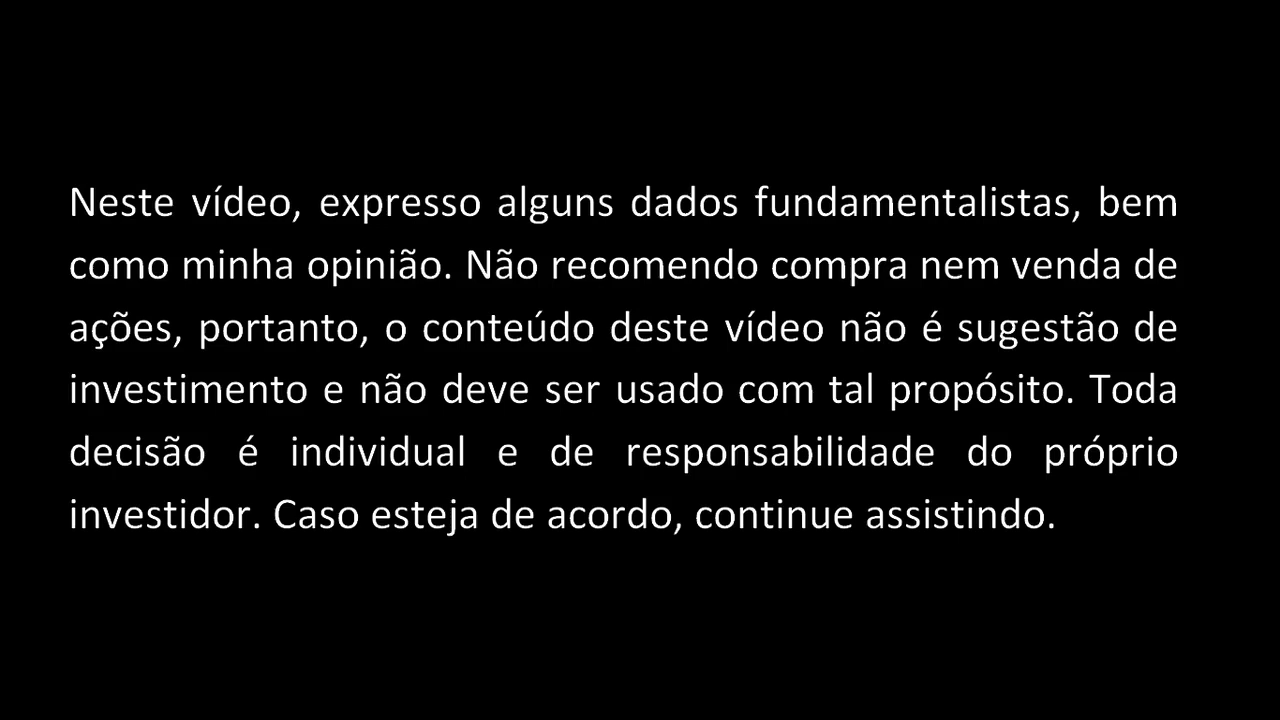 Neste vídeo, expresso alguns dados fundamentalistas, bem
como minha opinião. Não recomendo compra nem venda de
ações, portanto, o conteúdo deste vídeo não é sugestão de
investimento e não deve ser usado com tal propósito. Toda
decisão é individual e de responsabilidade do próprio
investidor. Caso esteja de acordo, continue assistindo.